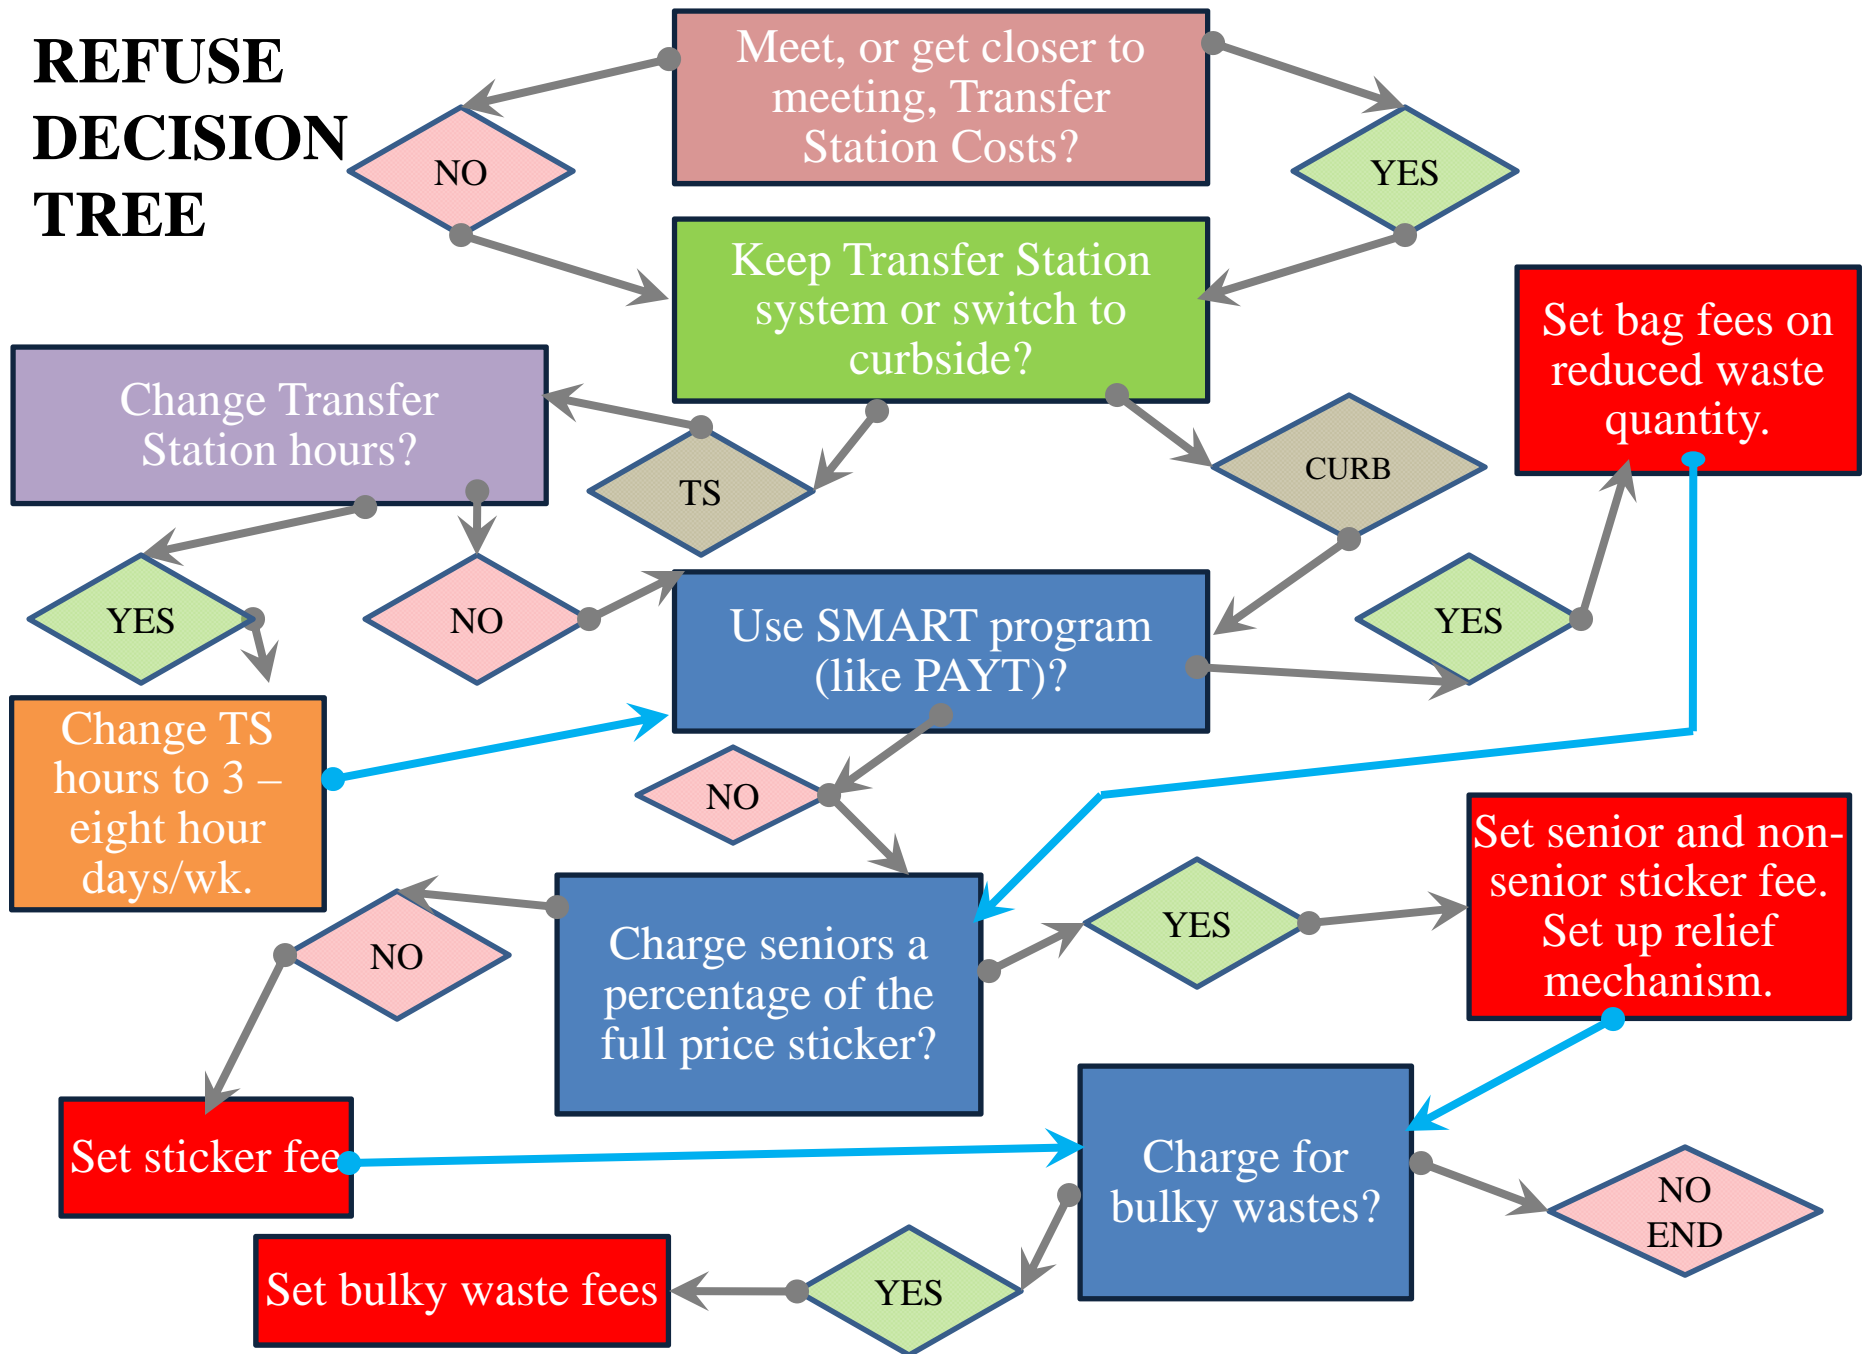 REFUSE
DECISION
TREE
Meet, or get closer to
meeting, Transfer
Station Costs?
NO
YES
Keep Transfer Station
system or switch to
curbside?
Set bag fees on
reduced waste
quantity.
Change Transfer
Station hours?
TS
CURB
YES
NO
Use SMART program
(like PAYT)?
YES
Change TS
hours to 3 –
eight hour
days/wk.
NO
Set senior and non-
senior sticker fee.
Set up relief
mechanism.
NO
Charge seniors a
percentage of the
full price sticker?
YES
Set sticker fee
Charge for
bulky wastes?
NO
END
Set bulky waste fees
YES